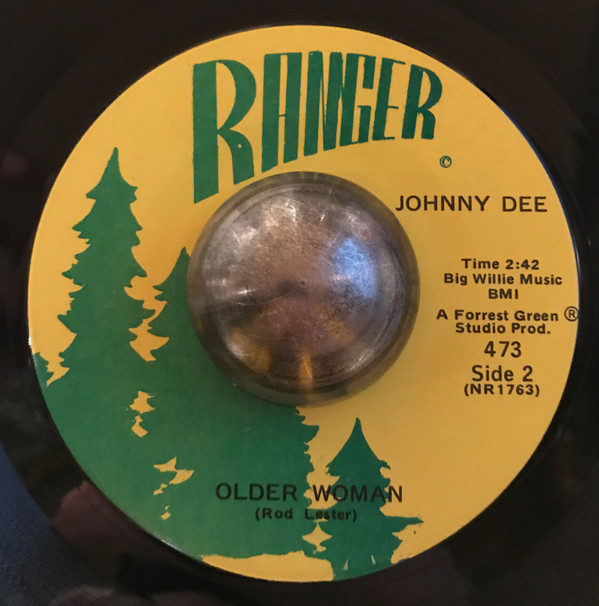 RANGER
©
JOHNNY DEE
Time 2:42
Big Willie Music
BMI
A Forrest Green ®
Studio Prod.
473
Side 2
(NR1763)
OLDER WOMAN
(Rod Lester)